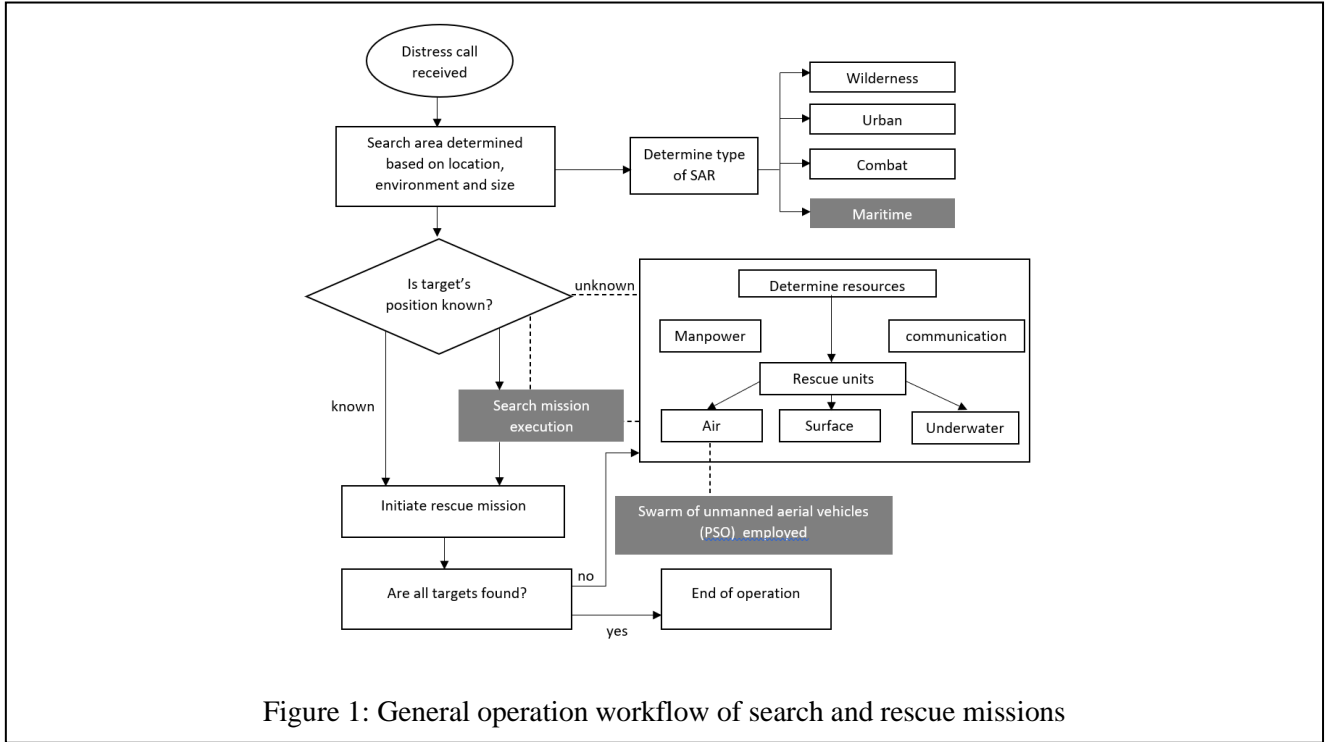 Distress call
received
Search area determined
based on location,
environment and size
Determine type
of SAR
Wilderness
Urban
Combat
Maritime
Is target's
position known?
unknown
known
Determine resources
Manpower
communication
Rescue units
Air
Surface
Underwater
Search mission
execution
Swarm of unmanned aerial vehicles
(PSO) employed
Initiate rescue mission
Are all targets found?
no
yes
End of operation
Figure 1: General operation workflow of search and rescue missions